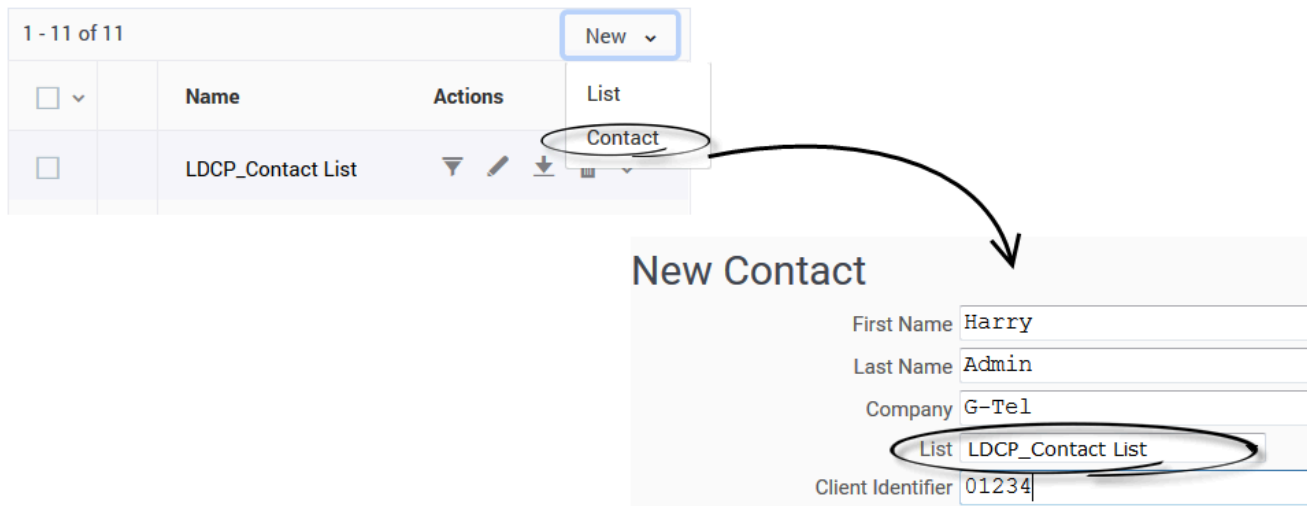 1 - 11 of 11 New
Name Actions List
Contact
LDCP_Contact List
New Contact
First Name Harry
Last Name Admin
Company G-Tel
List LDCP_Contact List
Client Identifier 01234